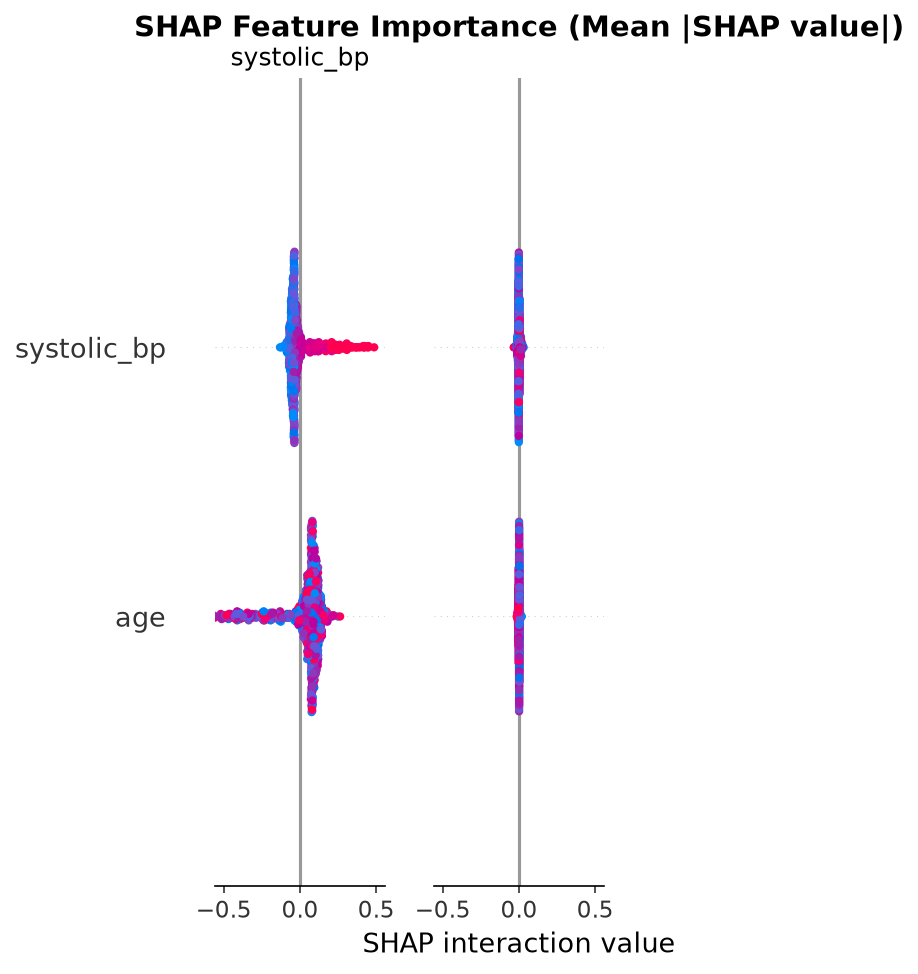 SHAP Feature Importance (Mean |SHAP value|)
systolic_bp
systolic_bp
age
−0.5 0.0 0.5 −0.5 0.0 0.5
SHAP interaction value